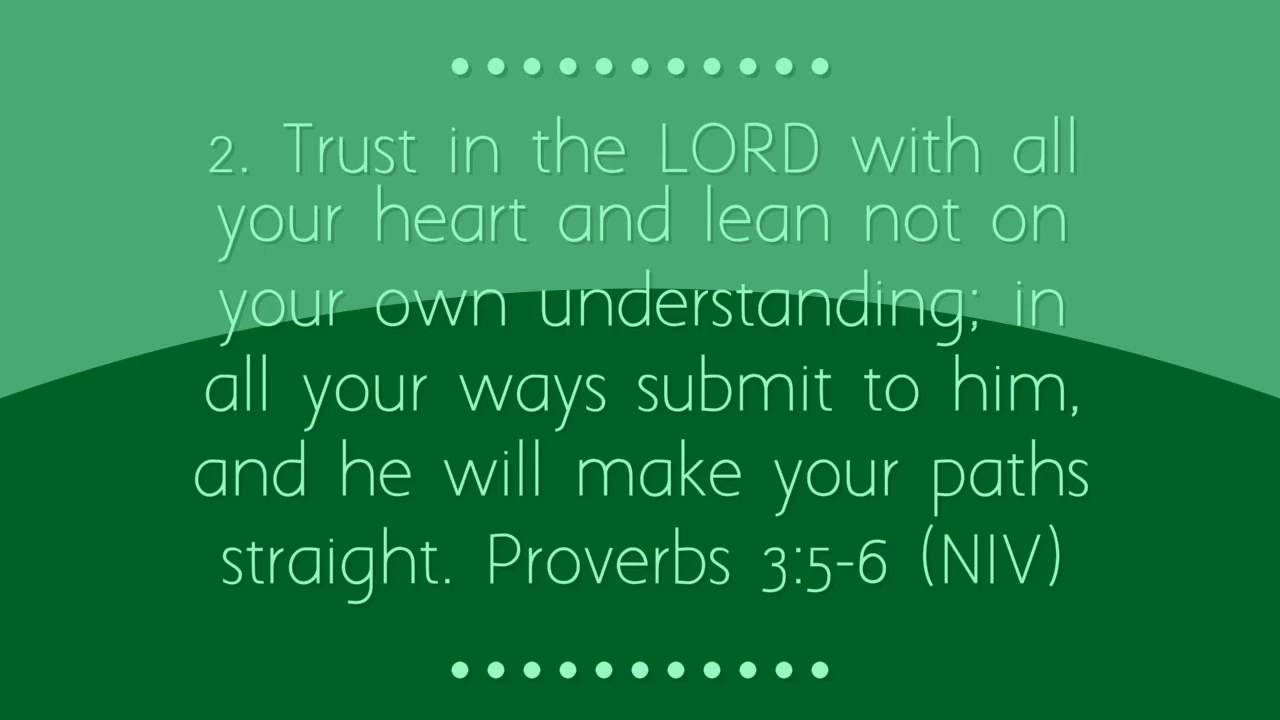 2. Trust in the LORD with all
your heart and lean not on
your own understanding; in
all your ways submit to him,
and he will make your paths
straight. Proverbs 3:5-6 (NIV)